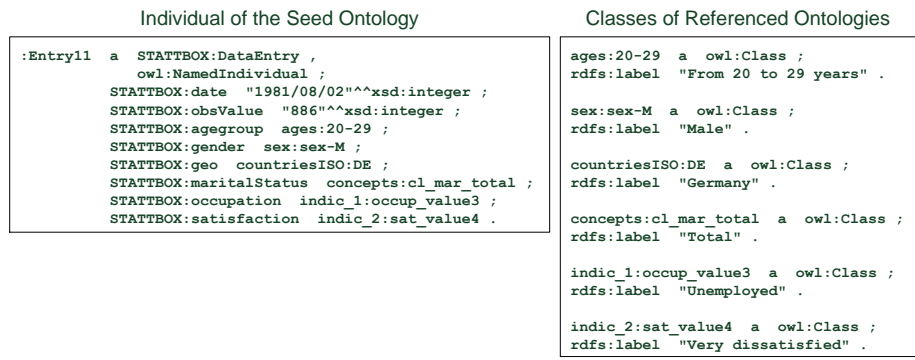 Individual of the Seed Ontology
:Entry11 a STATTBOX:DataEntry ,
owl:NamedIndividual ;
STATTBOX:date "1981/08/02"^^xsd:integer ;
STATTBOX:obsValue "886"^^xsd:integer ;
STATTBOX:agegroup ages:20-29 ;
STATTBOX:gender sex:sex-M ;
STATTBOX:geo countriesISO:DE ;
STATTBOX:maritalStatus concepts:cl_mar_total ;
STATTBOX:occupation indic_1:occup_value3 ;
STATTBOX:satisfaction indic_2:sat_value4 .
Classes of Referenced Ontologies
ages:20-29 a owl:Class ;
rdfs:label "From 20 to 29 years" .
sex:sex-M a owl:Class ;
rdfs:label "Male" .
countriesISO:DE a owl:Class ;
rdfs:label "Germany" .
concepts:cl_mar_total a owl:Class ;
rdfs:label "Total" .
indic_1:occup_value3 a owl:Class ;
rdfs:label "Unemployed" .
indic_2:sat_value4 a owl:Class ;
rdfs:label "Very dissatisfied" .